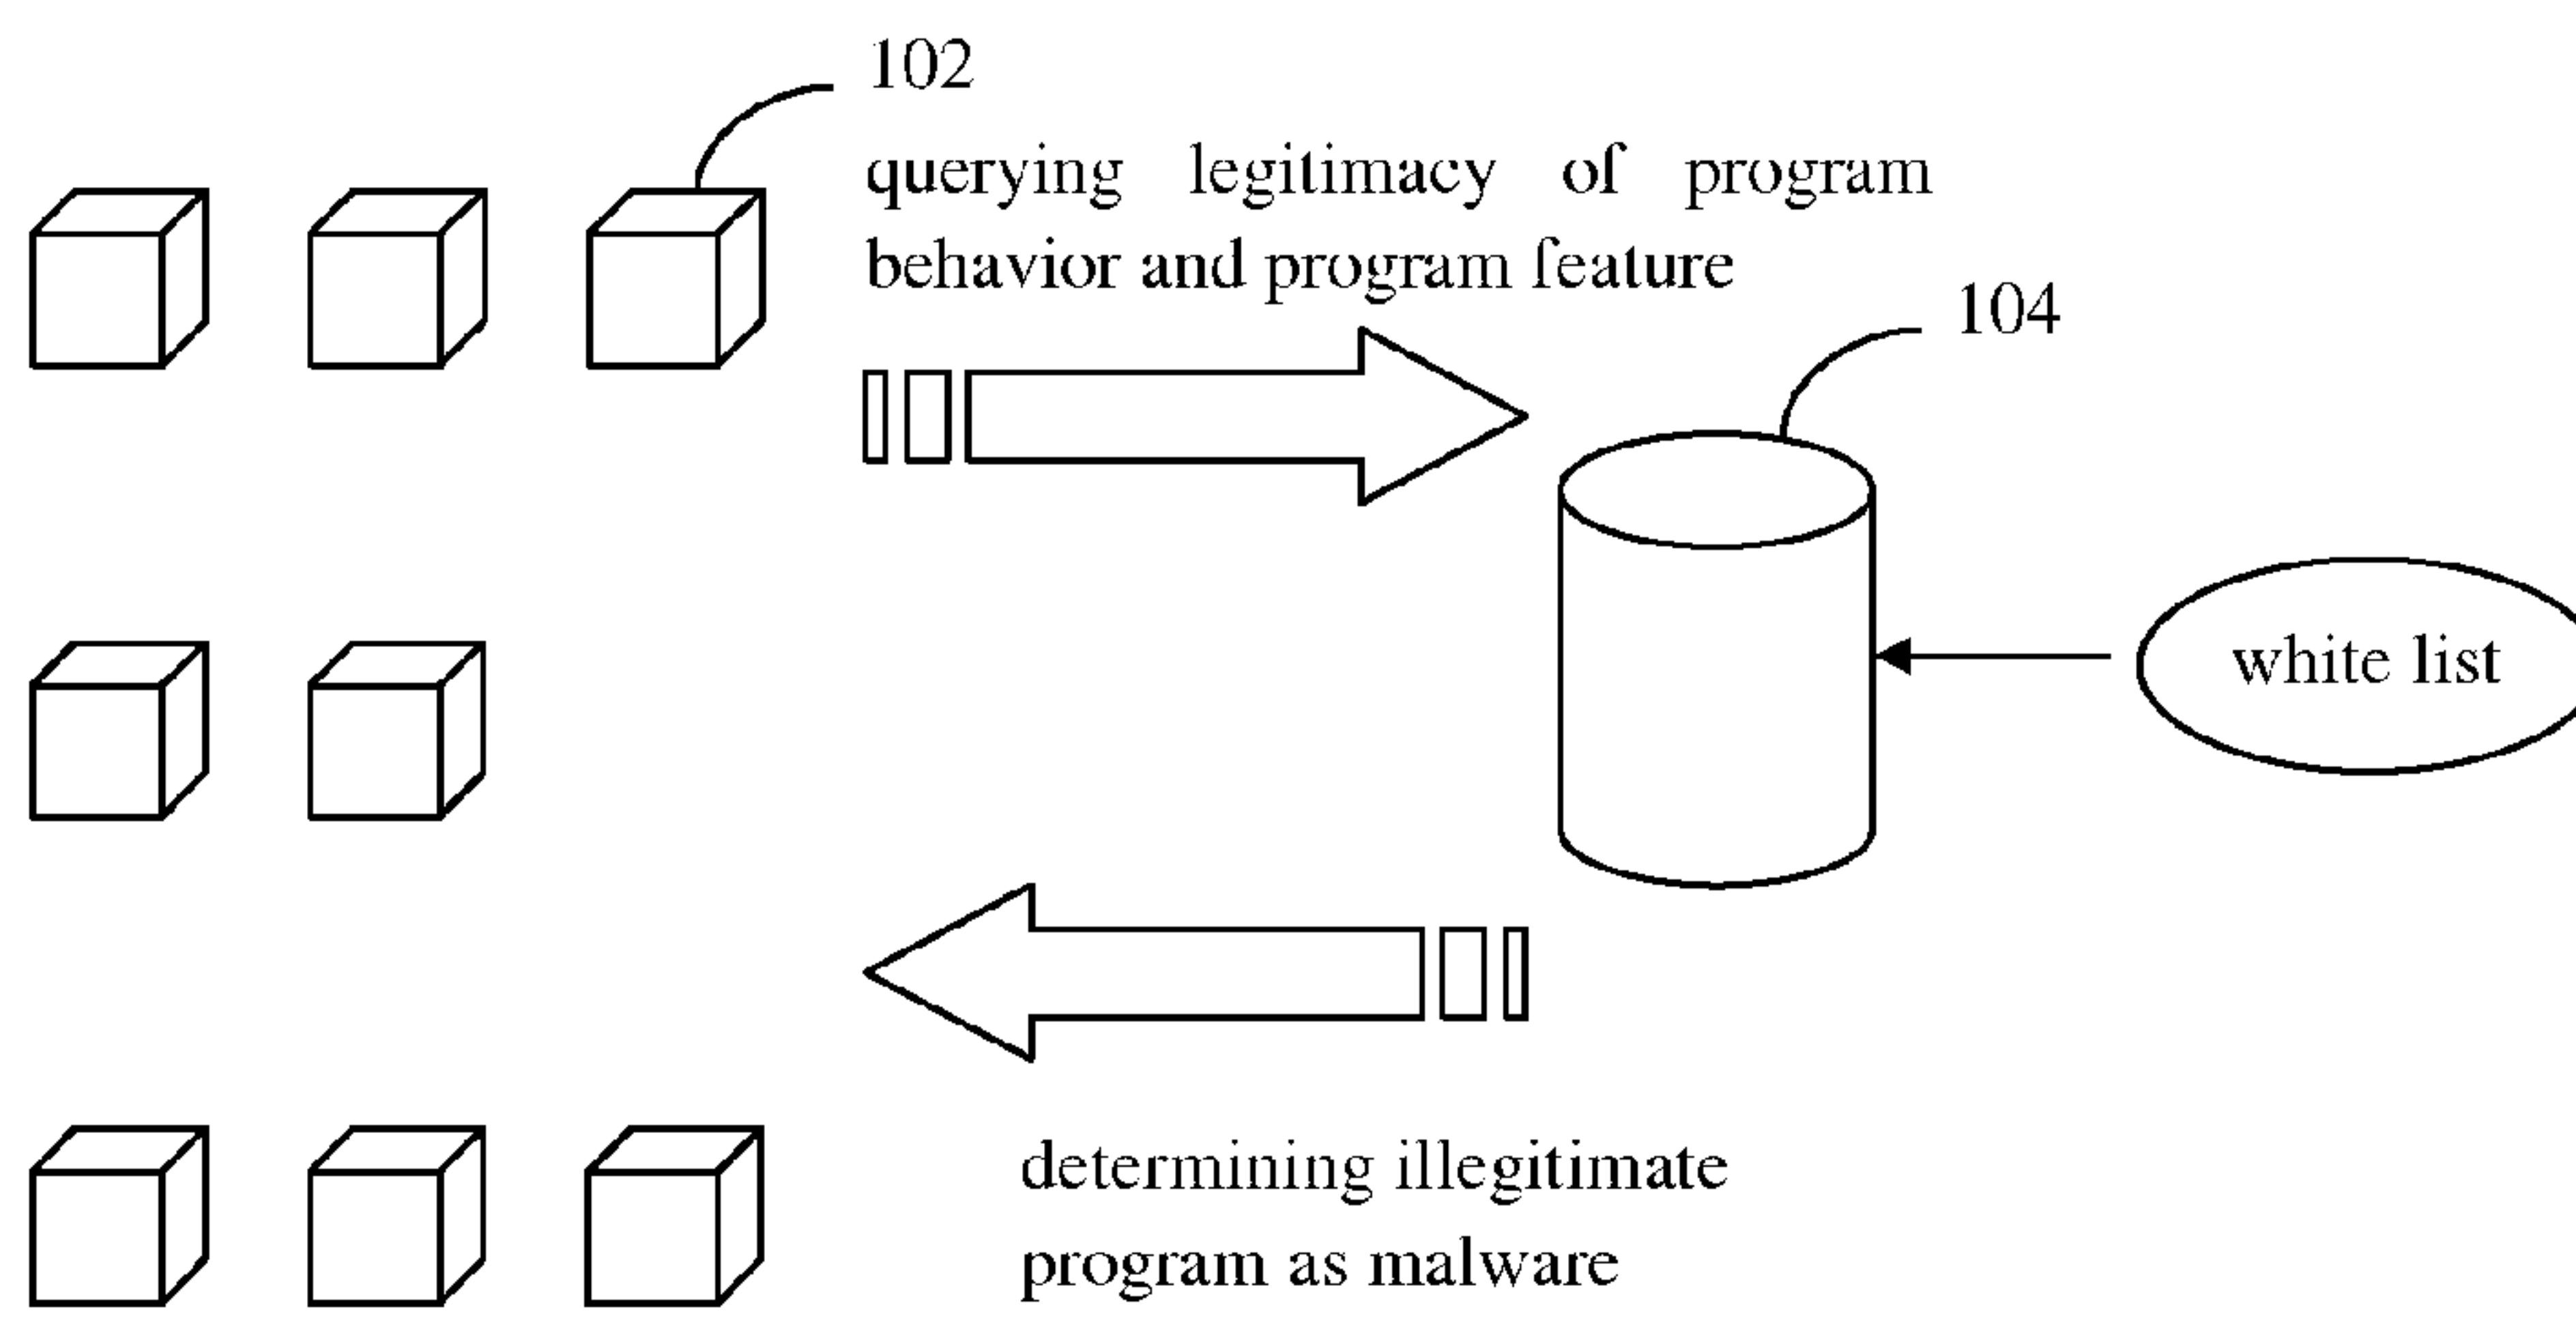 102
querying legitimacy of program
behavior and program feature
104
white list
determining illegitimate
program as malware